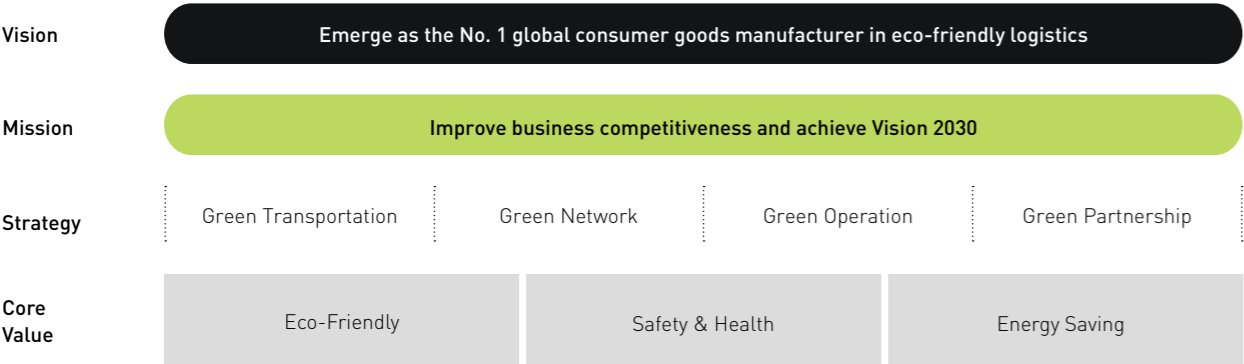 Vision
Emerge as the No. 1 global consumer goods manufacturer in eco-friendly logistics
Mission
Improve business competitiveness and achieve Vision 2030
Strategy
Green Transportation
Green Network
Green Operation
Green Partnership
Core
Value
Eco-Friendly
Safety & Health
Energy Saving